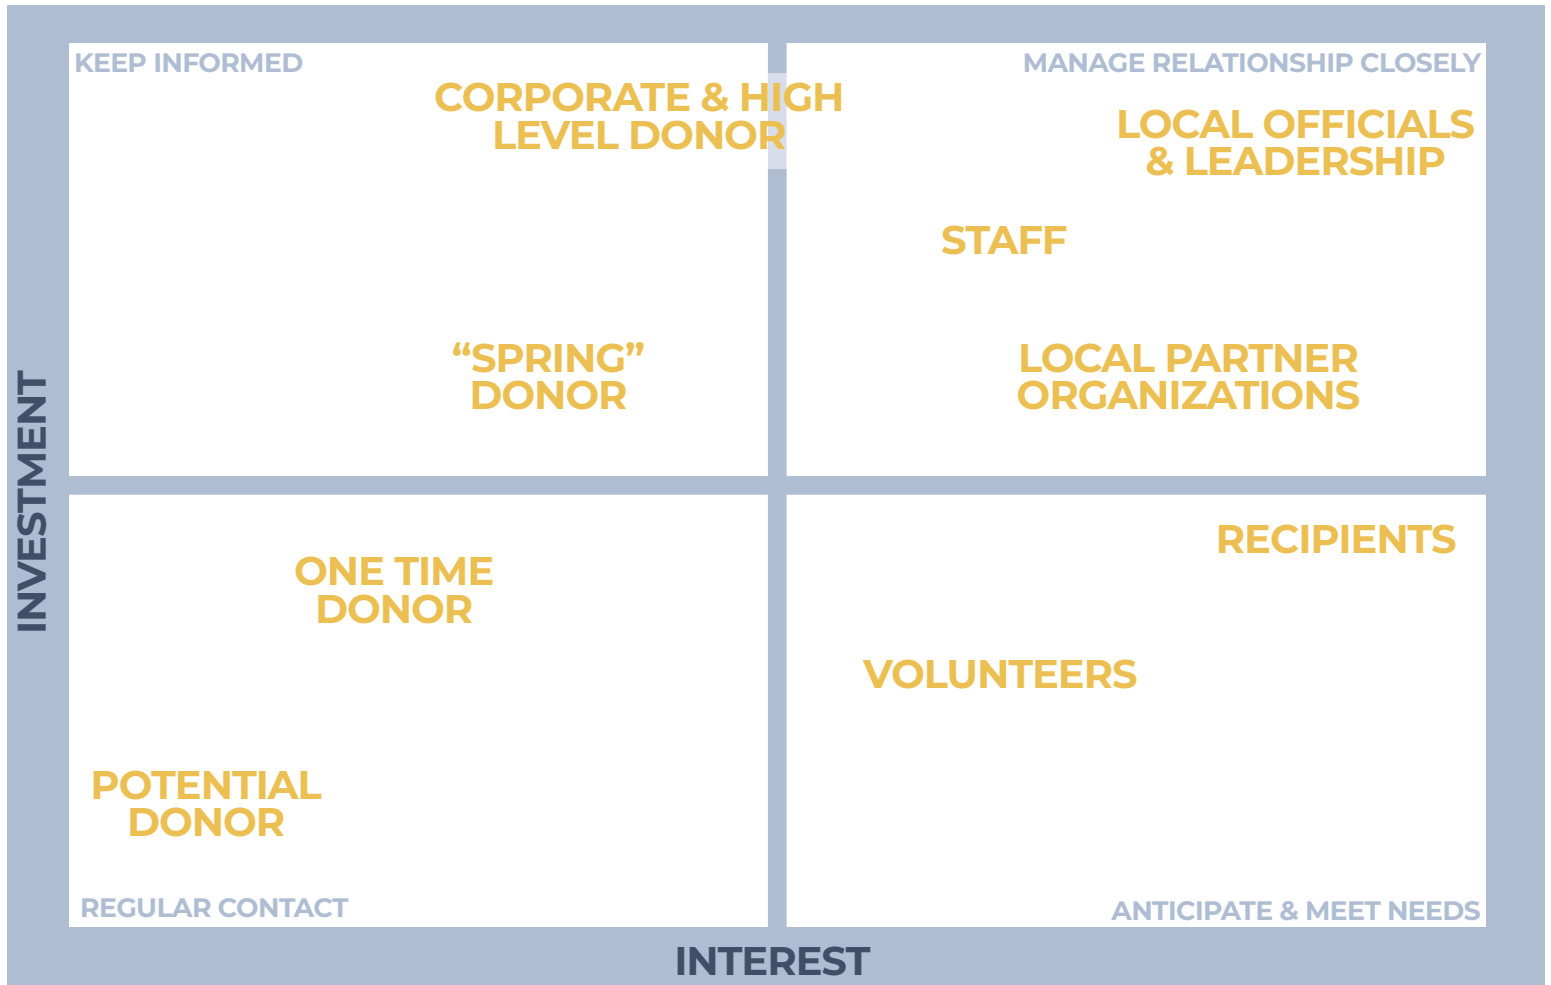 KEEP INFORMED
MANAGE RELATIONSHIP CLOSELY
CORPORATE & HIGH
LEVEL DONOR
LOCAL OFFICIALS
& LEADERSHIP
STAFF
“SPRING”
DONOR
LOCAL PARTNER
ORGANIZATIONS
INVESTMENT
ONE TIME
DONOR
RECIPIENTS
VOLUNTEERS
POTENTIAL
DONOR
REGULAR CONTACT
ANTICIPATE & MEET NEEDS
INTEREST